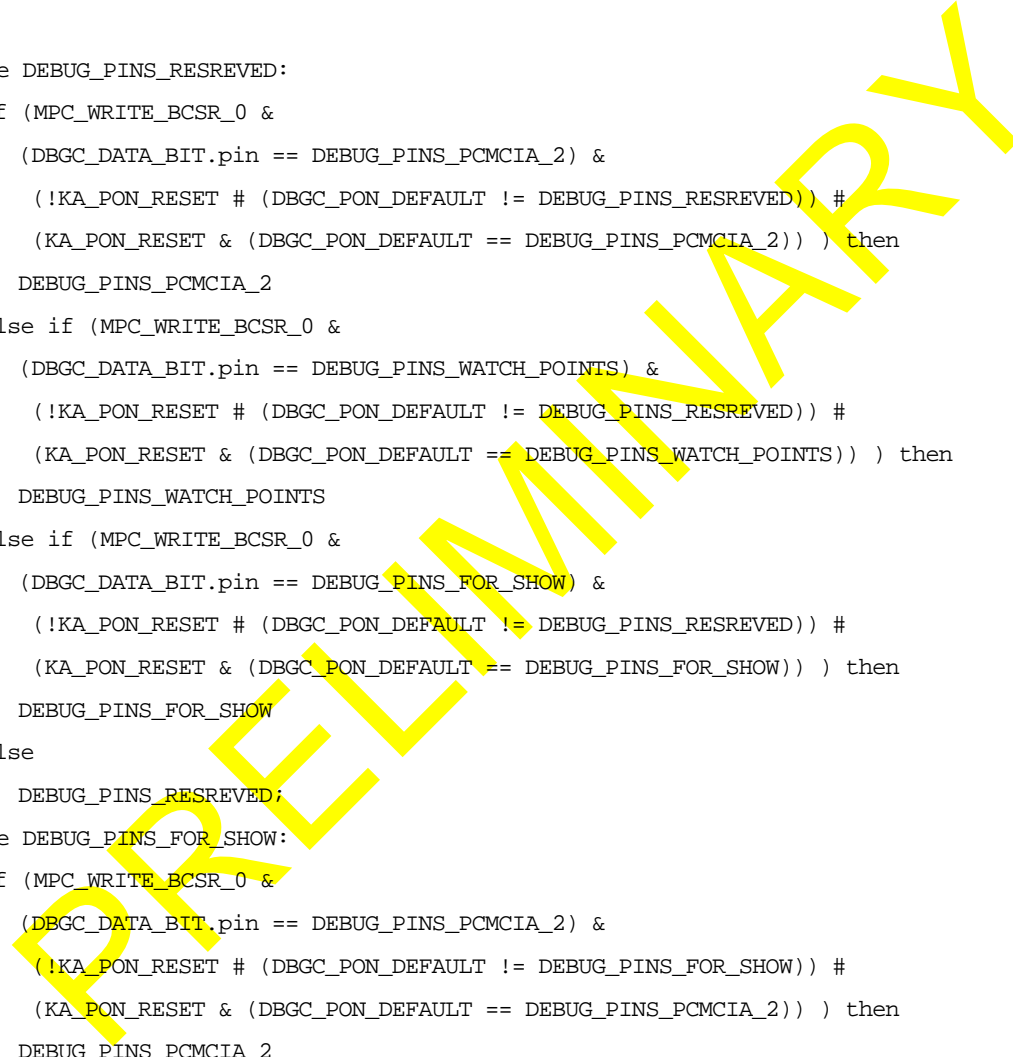 e DEBUG_PINS_RESREVED:
f (MPC_WRITE_BCSR_0 &
(DBGC_DATA_BIT.pin == DEBUG_PINS_PCMCIA_2) &
(!KA_PON_RESET # (DBGC_PON_DEFAULT != DEBUG_PINS_RESREVED)) #
(KA_PON_RESET & (DBGC_PON_DEFAULT == DEBUG_PINS_PCMCIA_2)) ) then
DEBUG_PINS_PCMCIA_2
lse if (MPC_WRITE_BCSR_0 &
(DBGC_DATA_BIT.pin == DEBUG_PINS_WATCH_POINTS) &
(!KA_PON_RESET # (DBGC_PON_DEFAULT != DEBUG_PINS_RESREVED)) #
(KA_PON_RESET & (DBGC_PON_DEFAULT == DEBUG_PINS_WATCH_POINTS)) ) then
DEBUG_PINS_WATCH_POINTS
lse if (MPC_WRITE_BCSR_0 &
(DBGC_DATA_BIT.pin == DEBUG_PINS_FOR_SHOW) &
(!KA_PON_RESET # (DBGC_PON_DEFAULT != DEBUG_PINS_RESREVED)) #
(KA_PON_RESET & (DBGC_PON_DEFAULT == DEBUG_PINS_FOR_SHOW)) ) then
DEBUG_PINS_FOR_SHOW
lse
DEBUG_PINS_RESREVED;
e DEBUG_PINS_FOR_SHOW:
f (MPC_WRITE_BCSR_0 &
(DBGC_DATA_BIT.pin == DEBUG_PINS_PCMCIA_2) &
(!KA_PON_RESET # (DBGC_PON_DEFAULT != DEBUG_PINS_FOR_SHOW)) #
(KA_PON_RESET & (DBGC_PON_DEFAULT == DEBUG_PINS_PCMCIA_2)) ) then
DEBUG_PINS_PCMCIA_2
PRELIMINARY